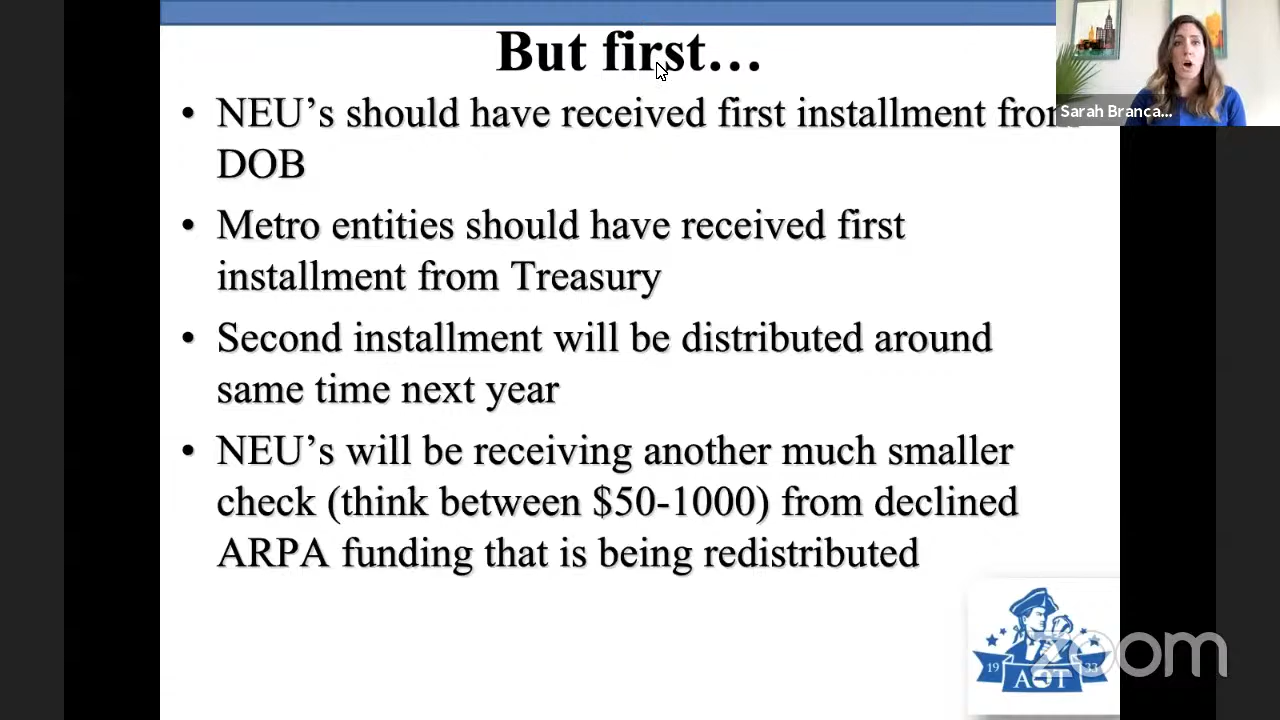 But first…
Sarah Branca...
• NEU’s should have received first installment from
DOB
• Metro entities should have received first
installment from Treasury
• Second installment will be distributed around
same time next year
• NEU’s will be receiving another much smaller
check (think between $50-1000) from declined
ARPA funding that is being redistributed
zoom
19 33
AOT